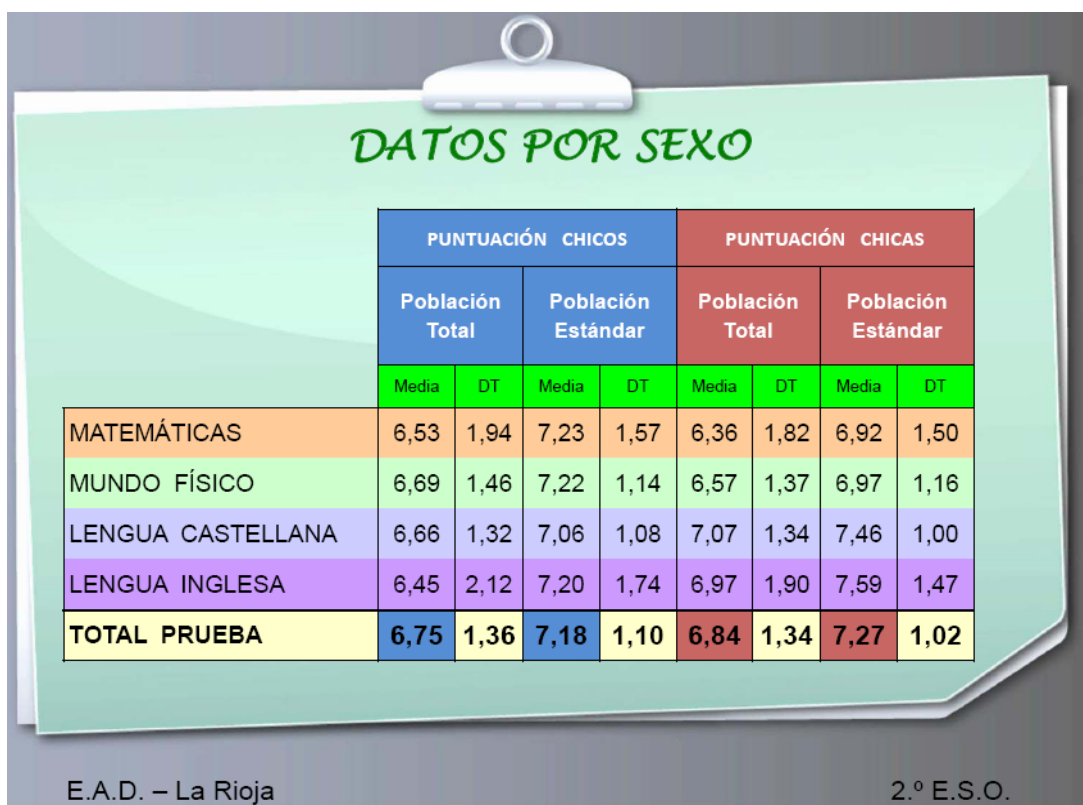 DATOS POR SEXO
PUNTUACIÓN CHICOS PUNTUACIÓN CHICAS
Población Total Población Estándar Población Total Población Estándar
Media DT Media DT Media DT Media DT
MATEMÁTICAS 6,53 1,94 7,23 1,57 6,36 1,82 6,92 1,50
MUNDO FÍSICO 6,69 1,46 7,22 1,14 6,57 1,37 6,97 1,16
LENGUA CASTELLANA 6,66 1,32 7,06 1,08 7,07 1,34 7,46 1,00
LENGUA INGLESA 6,45 2,12 7,20 1,74 6,97 1,90 7,59 1,47
TOTAL PRUEBA 6,75 1,36 7,18 1,10 6,84 1,34 7,27 1,02
E.A.D. – La Rioja 2.º E.S.O.